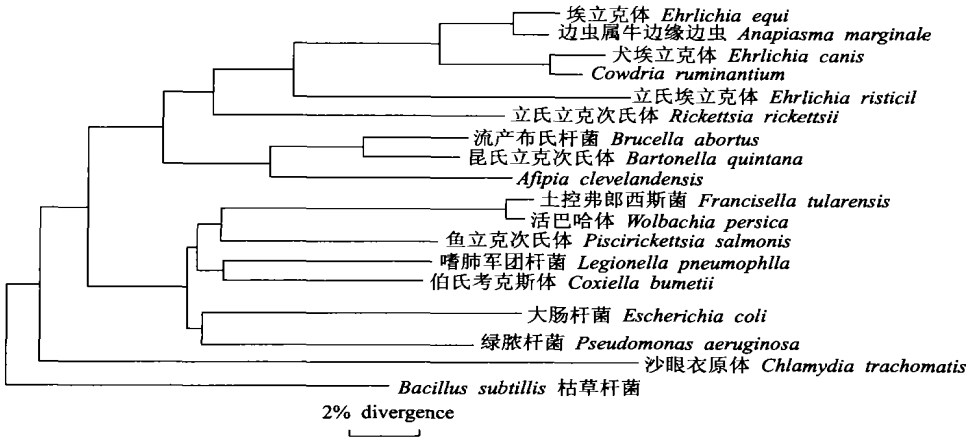 埃立克体 Ehrlichia equi
边虫属牛边缘边虫 Anapiasma marginale
犬埃立克体 Ehrlichia canis
Cowdria ruminantium
立氏埃立克体 Ehrlichia risticil
立氏立克次氏体 Rickettsia rickettsii
流产布氏杆菌 Brucella abortus
昆氏立克次氏体 Bartonella quintana
Afipia clevelandensis
土控弗郎西斯菌 Francisella tularensis
活巴哈体 Wolbachia persica
鱼立克次氏体 Piscirickettsia salmonis
嗜肺军团杆菌 Legionella pneumophlla
伯氏考克斯体 Coxiella bumetii
大肠杆菌 Escherichia coli
绿脓杆菌 Pseudomonas aeruginosa
沙眼衣原体 Chlamydia trachomatis
Bacillus subtillis 枯草杆菌
2% divergence